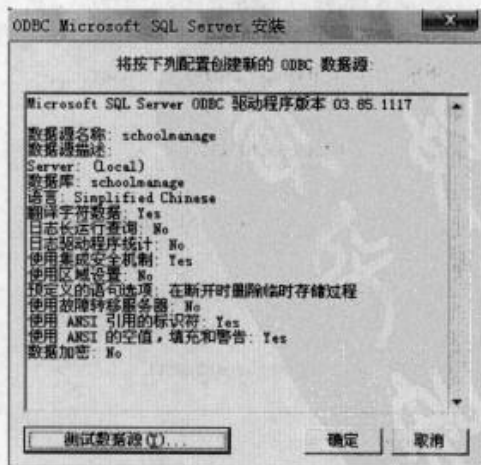 ODBC Microsoft SQL Server 安装
将按下列配置创建新的 ODBC 数据源:
Microsoft SQL Server ODBC 驱动程序版本 03.85.1117
数据源名称: schoolmanage
数据源描述:
Server: (local)
数据库: schoolmanage
语言: Simplified Chinese
翻译字符数据: Yes
日志长运行查询: No
日志驱动程序统计: No
使用集成安全机制: Yes
使用区域设置: No
预定义的语句选项: 在断开时删除临时存储过程
使用故障转移服务器: No
使用 ANSI 引用的标识符: Yes
使用 ANSI 的空值,填充和警告: Yes
数据加密: No
测试数据源(T)...
确定
取消